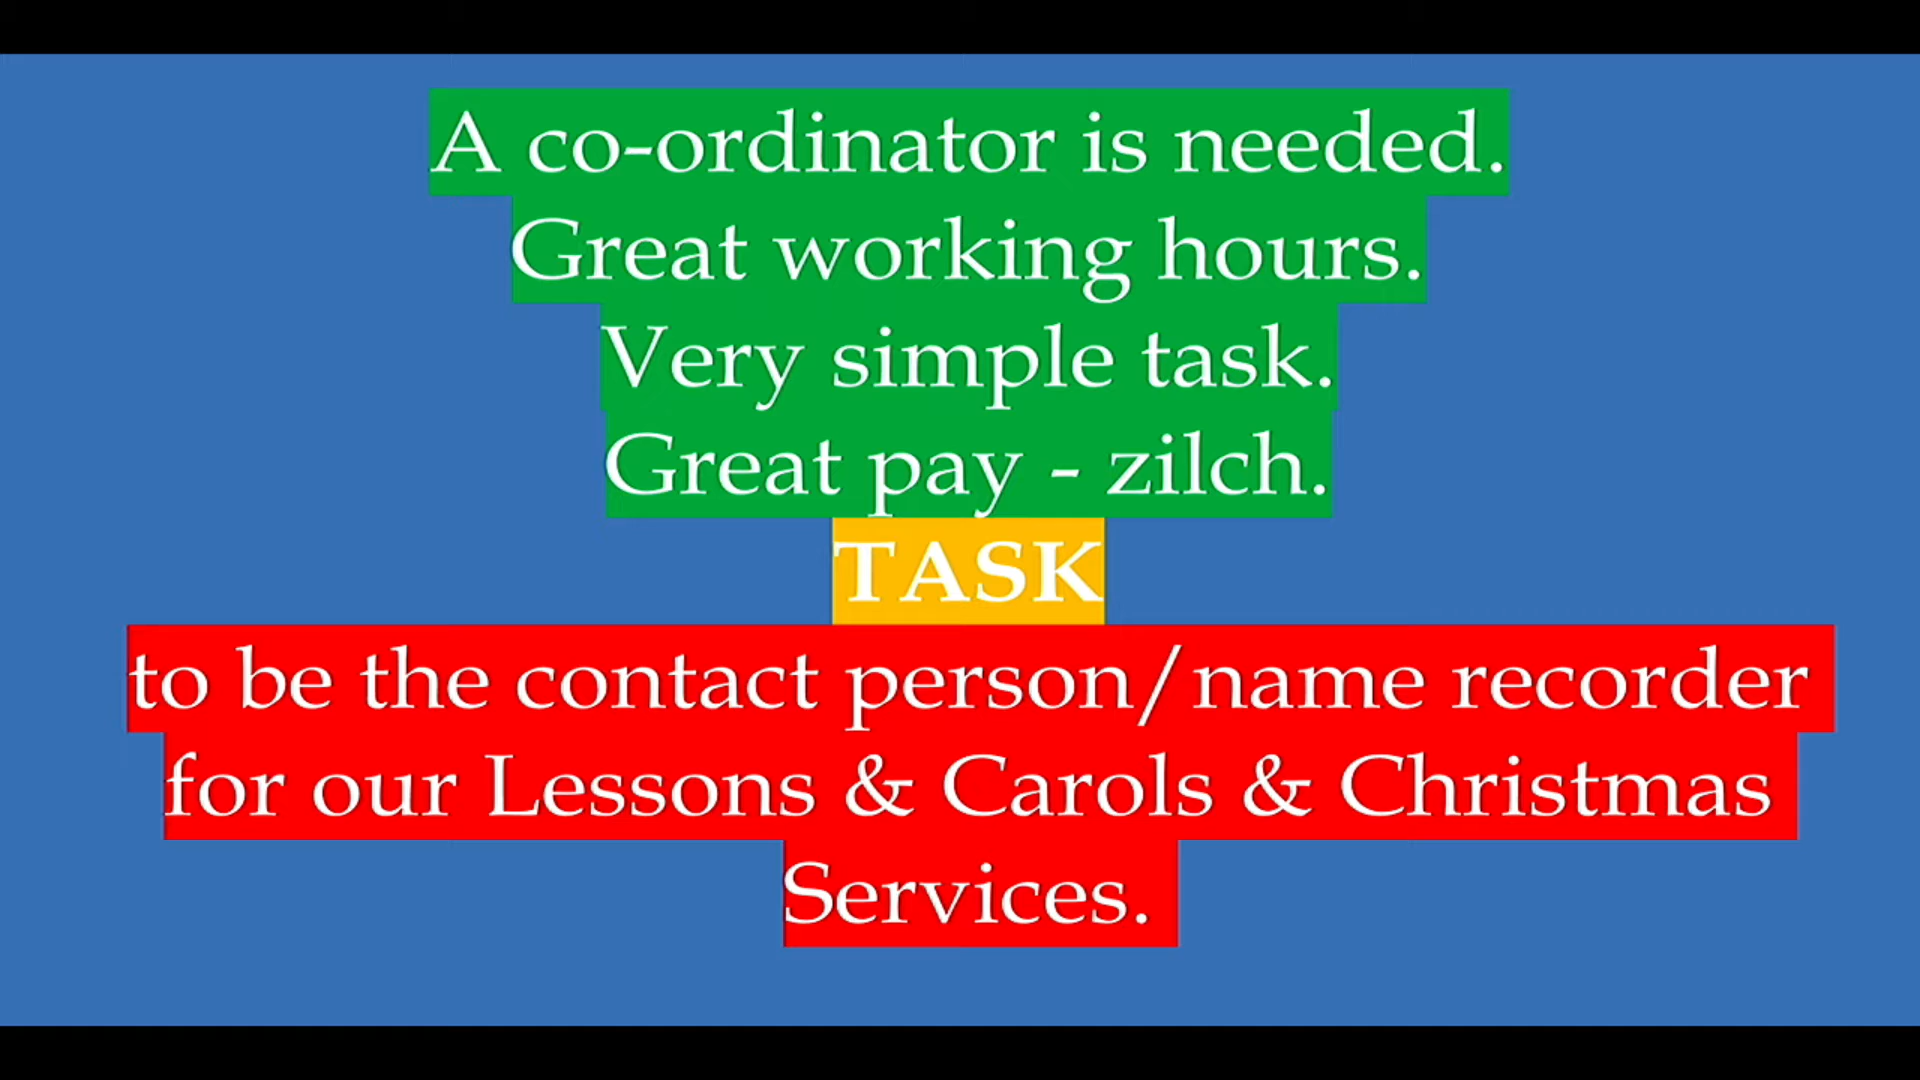 A co-ordinator is needed.
Great working hours.
Very simple task.
Great pay - zilch.
TASK
to be the contact person/name recorder
for our Lessons & Carols & Christmas
Services.